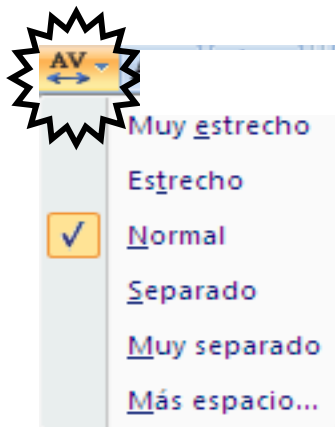 AV
Muy estrecho
Estrecho
Normal
Separado
Muy separado
Más espacio...